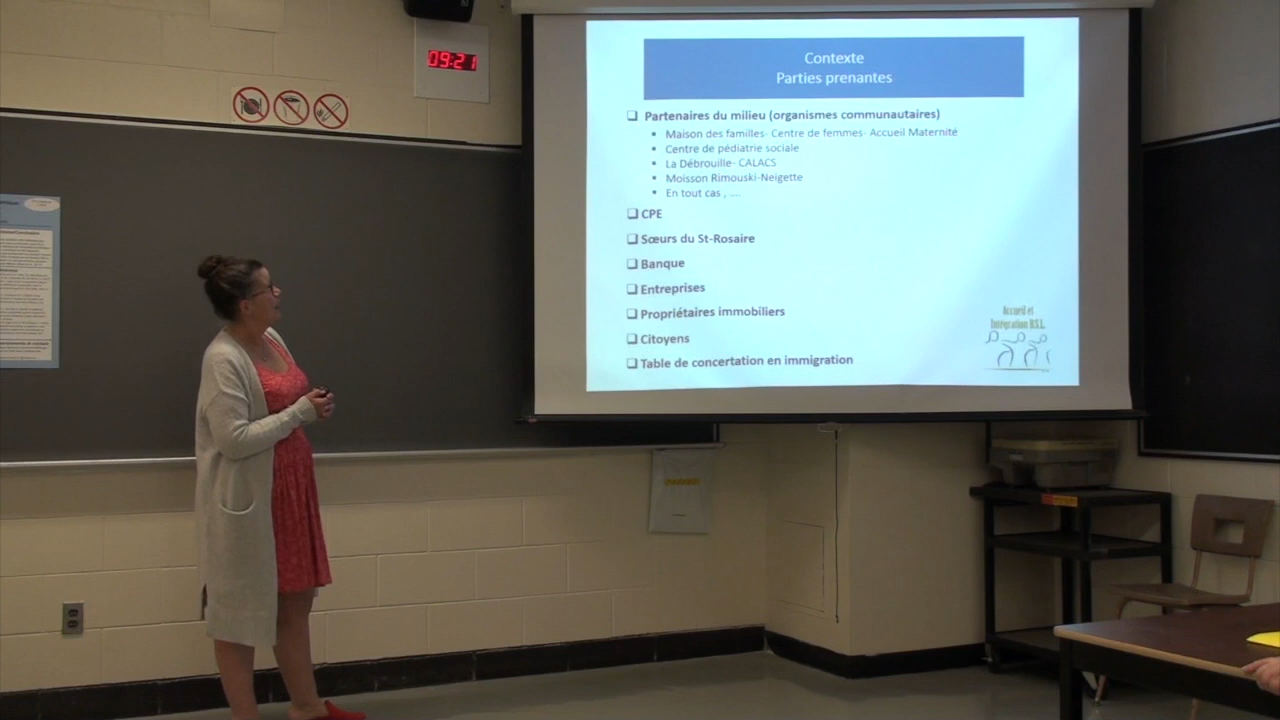 09:21
Contexte
Parties prenantes
Partenaires du milieu (organismes communautaires)
Maison des familles- Centre de femmes- Accueil Maternité
Centre de pédiatrie sociale
La Débrouille- CALACS
Moisson Rimouski-Neigette
En tout cas , ....
CPE
Sœurs du St-Rosaire
Banque
Entreprises
Propriétaires immobiliers
Citoyens
Table de concertation en immigration
Accueil et
Intégration B.S.L.